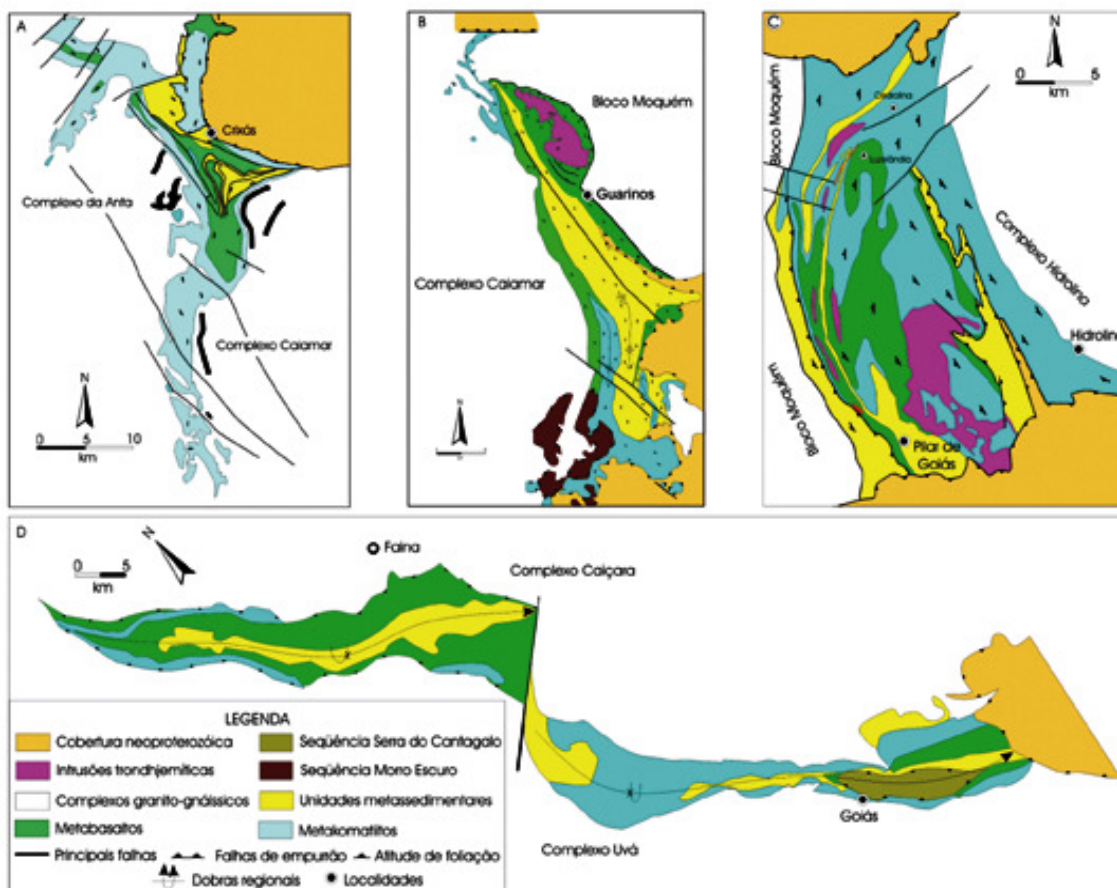 A
N
Crixás
Complexo da Anta
Complexo Caiamar
N
0 5 10
km
B
Bloco Moquém
Guarinos
Complexo Caiamar
N
C
N
0 5
km
Bloco Moquém
Cedrolina
Luzelândia
Complexo Hidrolina
Bloco Moquém
Pilar de
Goiás
D
N
0 5
km
Faina
Complexo Caiçara
Goiás
Complexo Uvá
LEGENDA
Cobertura neoproterozóica
Seqüência Serra do Cantagalo
Intrusões trondhjemíticas
Seqüência Morro Escuro
Complexos granito-gnáissicos
Unidades metassedimentares
Metabasaltos
Metakomatiitos
Principais falhas
Falhas de empurrão
Atitude de foliação
Dobras regionais
Localidades